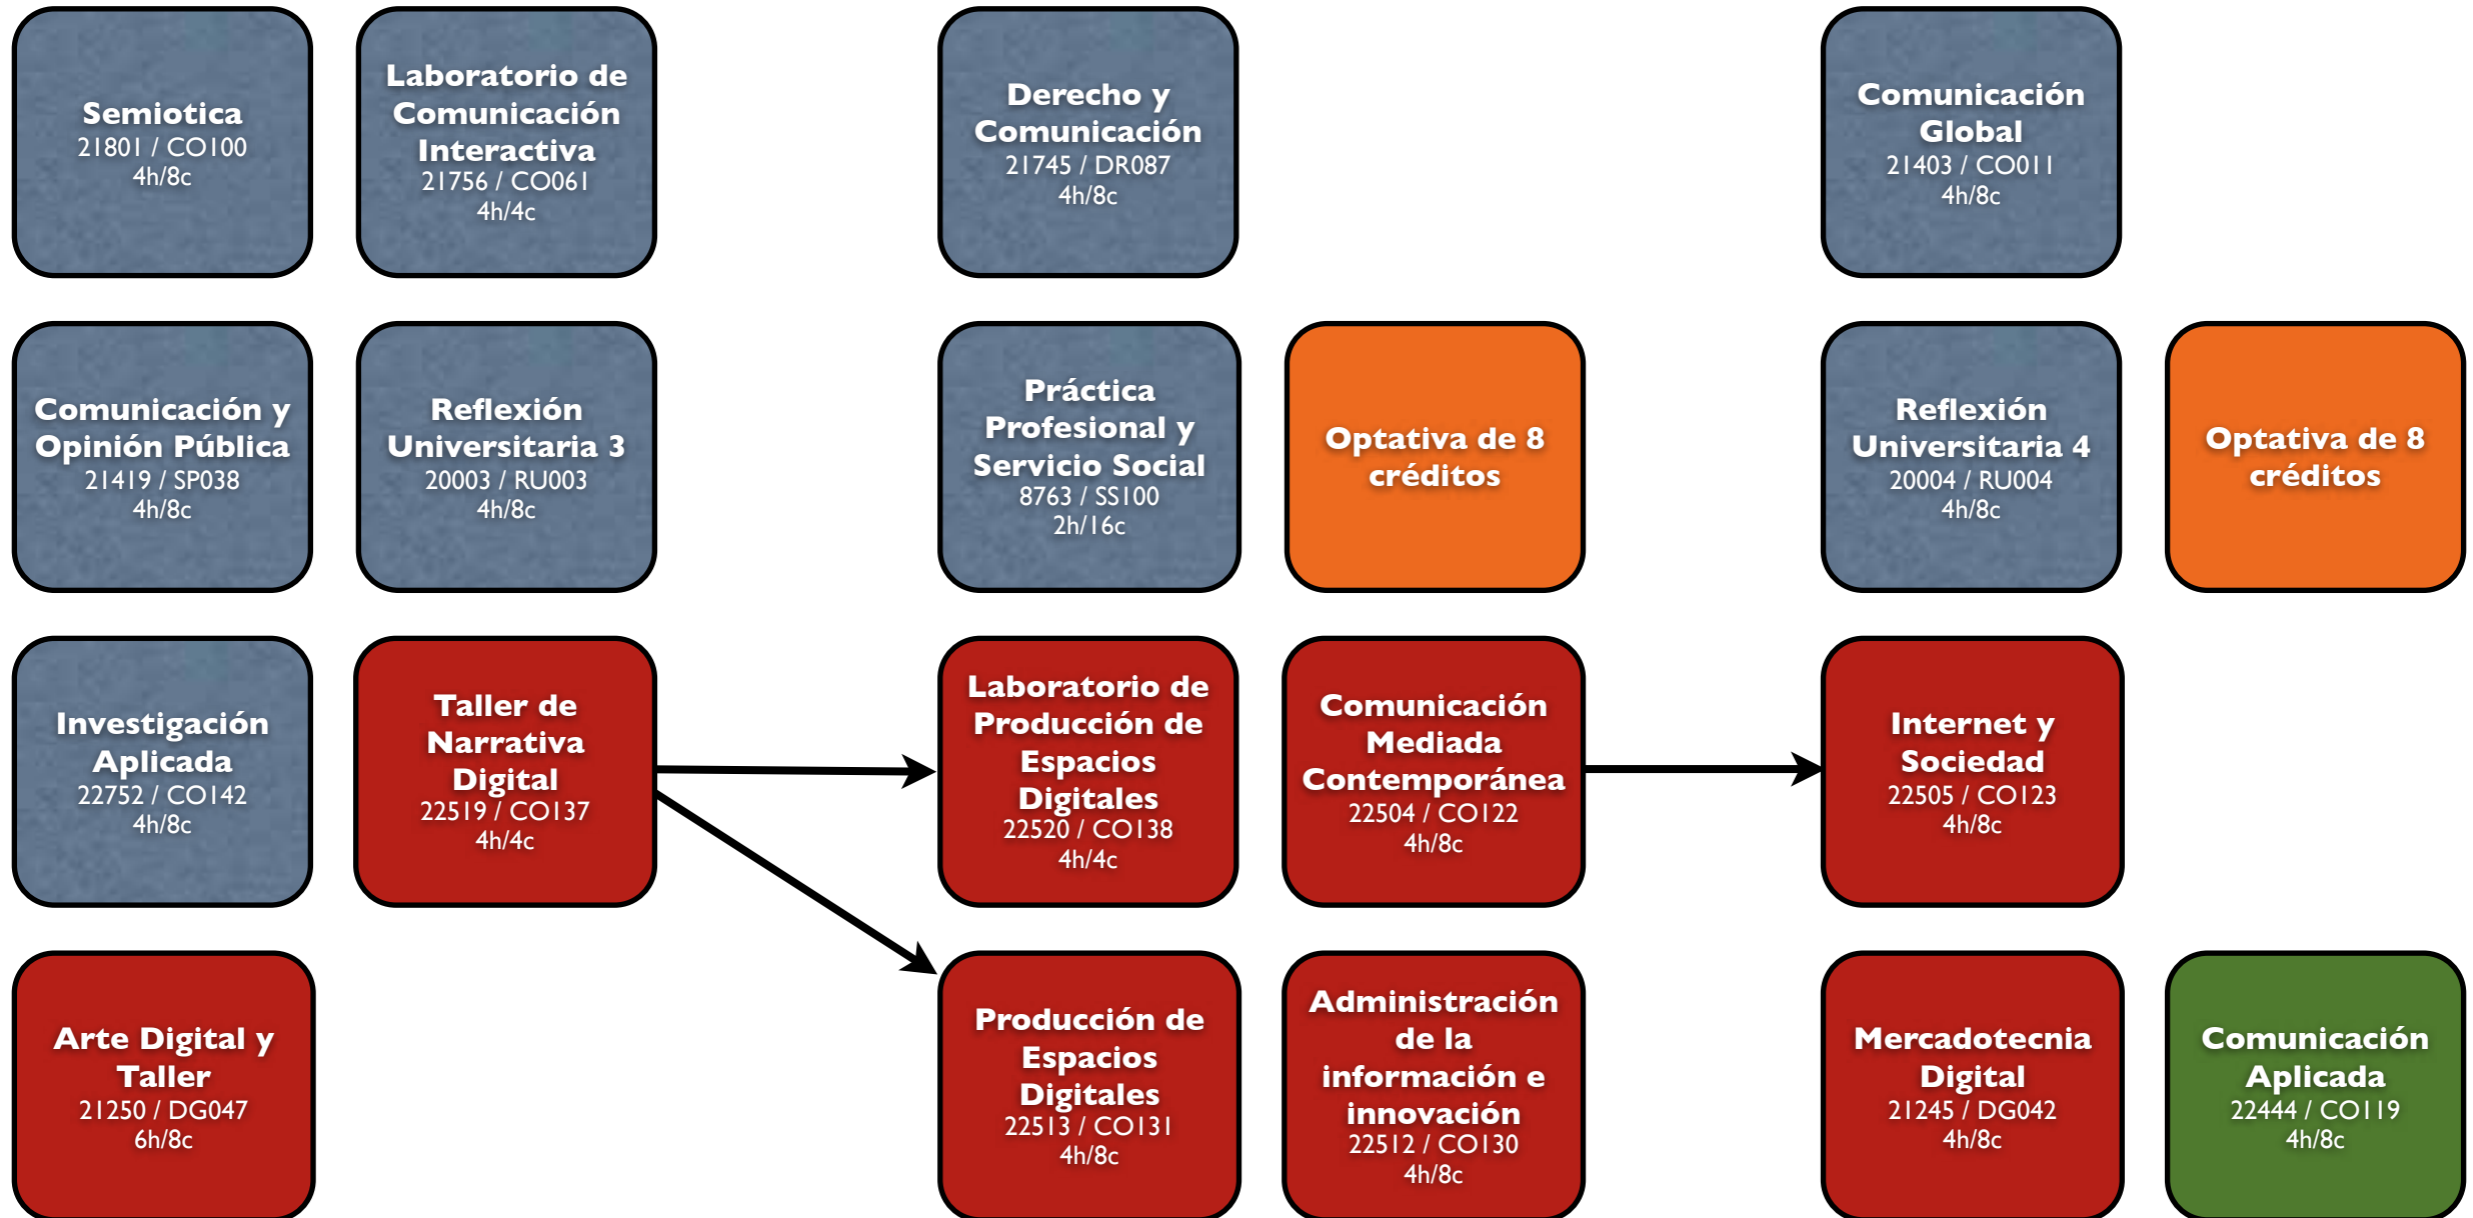 Semiotica
21801 / CO100
4h/8c
Laboratorio de
Comunicación
Interactiva
21756 / CO061
4h/4c
Derecho y
Comunicación
21745 / DR087
4h/8c
Comunicación
Global
21403 / CO011
4h/8c
Comunicación y
Opinión Pública
21419 / SP038
4h/8c
Reflexión
Universitaria 3
20003 / RU003
4h/8c
Práctica
Profesional y
Servicio Social
8763 / SS100
2h/16c
Optativa de 8
créditos
Reflexión
Universitaria 4
20004 / RU004
4h/8c
Optativa de 8
créditos
Investigación
Aplicada
22752 / CO142
4h/8c
Taller de
Narrativa
Digital
22519 / CO137
4h/4c
Laboratorio de
Producción de
Espacios
Digitales
22520 / CO138
4h/4c
Comunicación
Mediada
Contemporánea
22504 / CO122
4h/8c
Internet y
Sociedad
22505 / CO123
4h/8c
Arte Digital y
Taller
21250 / DG047
6h/8c
Producción de
Espacios
Digitales
22513 / CO131
4h/8c
Administración
de la
información e
innovación
22512 / CO130
4h/8c
Mercadotecnia
Digital
21245 / DG042
4h/8c
Comunicación
Aplicada
22444 / CO119
4h/8c